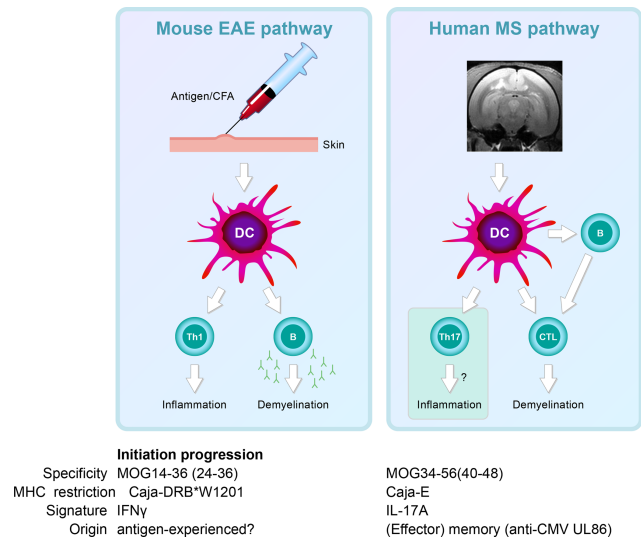 Mouse EAE pathway
Antigen/CFA
Skin
DC
Th1
B
Inflammation
Demyelination
Human MS pathway
DC
B
Th17
CTL
?
Inflammation
Demyelination
Initiation progression
Specificity MOG14-36 (24-36) MOG34-56(40-48)
MHC restriction Caja-DRB*W1201 Caja-E
Signature IFNγ IL-17A
Origin antigen-experienced? (Effector) memory (anti-CMV UL86)